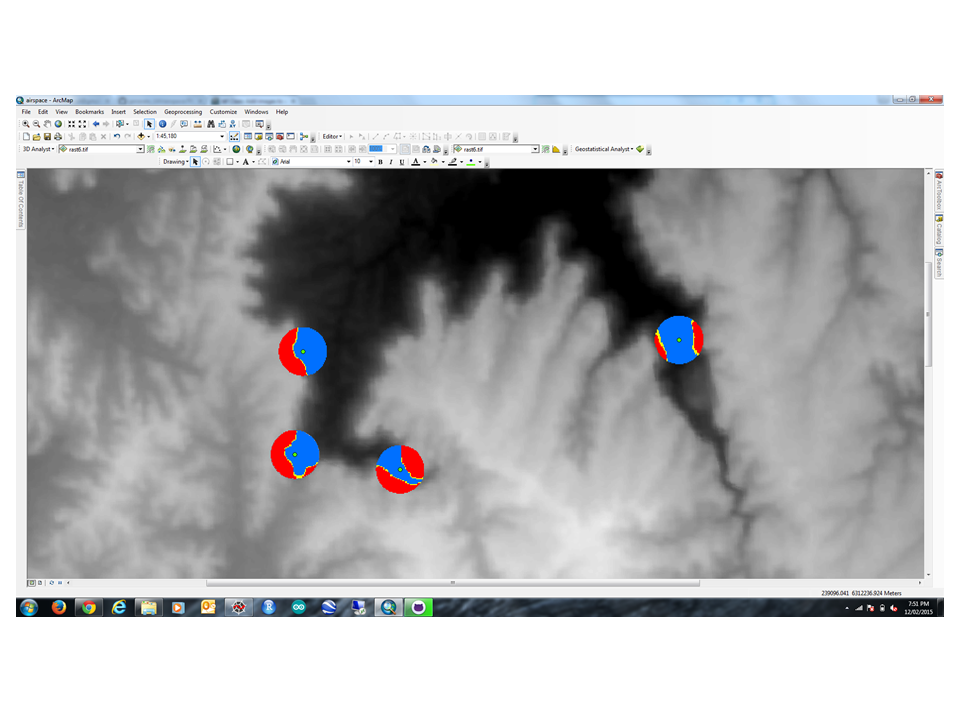 airspace - ArcMap
File Edit View Bookmarks Insert Selection Geoprocessing Customize Windows Help
1:45,180
Editor
3D Analyst rast6.tif
rast6.tif
Geostatistical Analyst
Drawing A Arial 10 B I U A
Table Of Contents
ArcToolbox
Catalog
Search
239096.041 6312236.924 Meters
7:51 PM
12/02/2015